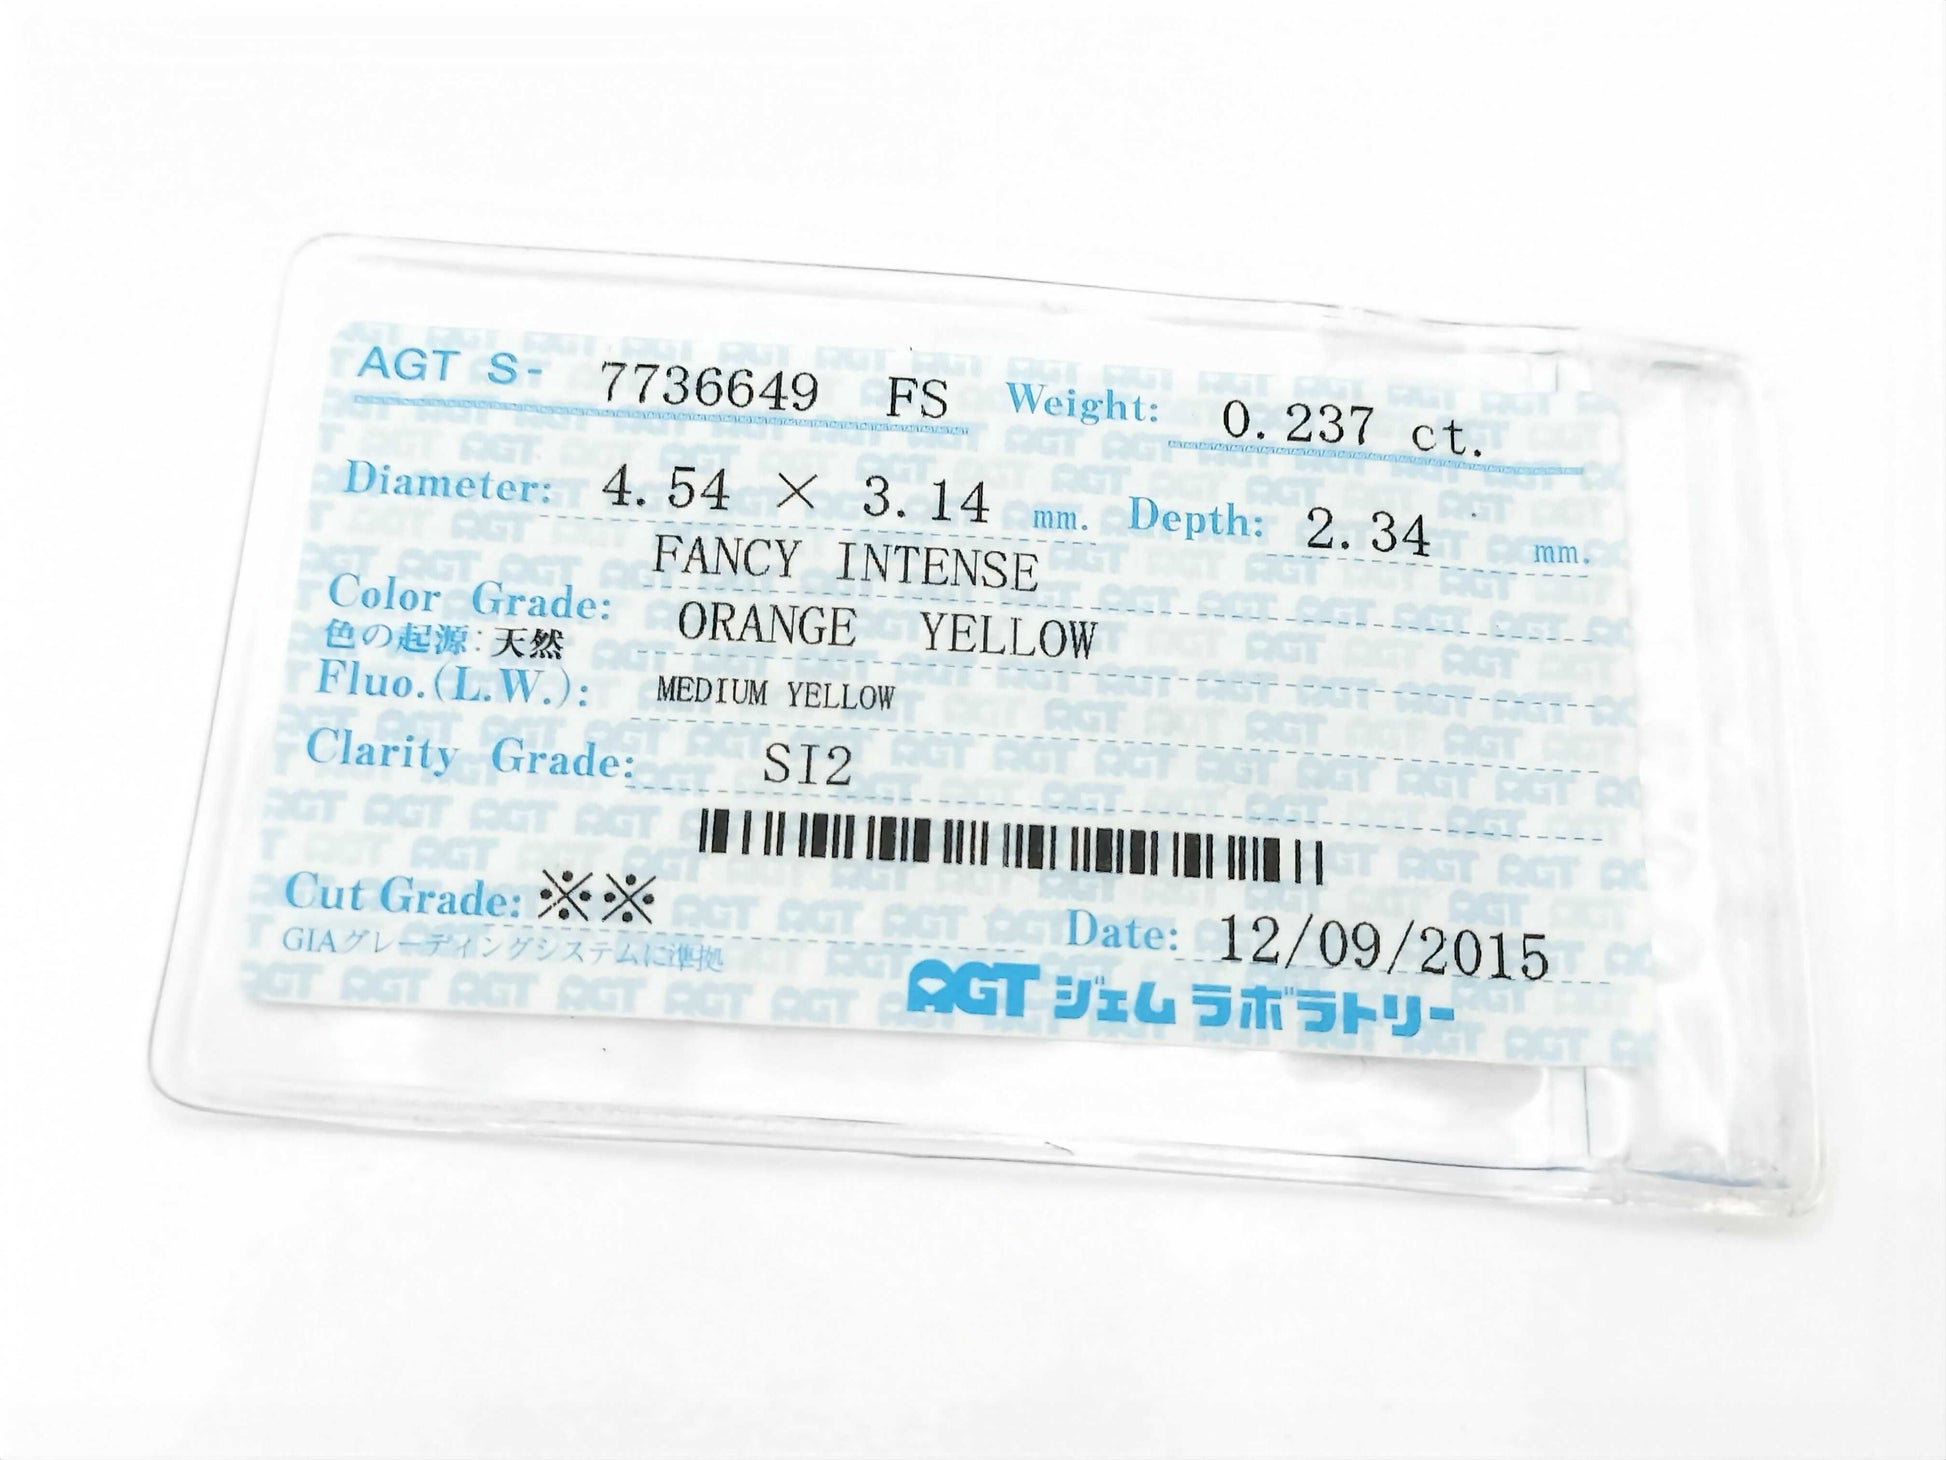 AGT S- 7736649 FS Weight: 0.237 ct.
Diameter: 4.54 × 3.14 mm. Depth: 2.34 mm.
FANCY INTENSE
Color Grade: ORANGE YELLOW
色の起源:天然
Fluo.(L.W.): MEDIUM YELLOW
Clarity Grade: SI2
Cut Grade: ※※
Date: 12/09/2015
GIAグレーディングシステムに準拠
AGT ジェムラボラトリー